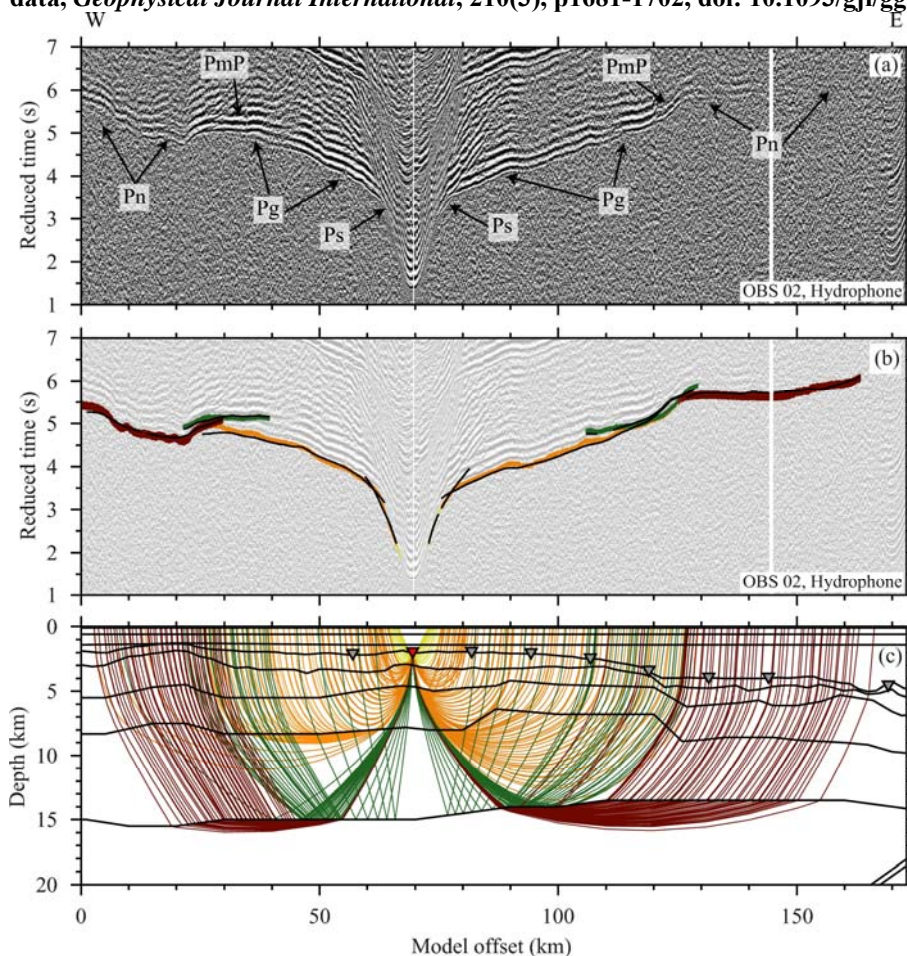 data, Geophysical Journal International, 210(3), p1681-1702, doi: 10.1093/gji/gg
W E
7
6
5
4
3
2
1
Reduced time (s)
(a)
PmP
PmP
Pn
Pn
Pg
Pg
Ps
Ps
OBS 02, Hydrophone
7
6
5
4
3
2
1
Reduced time (s)
(b)
OBS 02, Hydrophone
0
5
10
15
20
Depth (km)
(c)
0 50 100 150
Model offset (km)